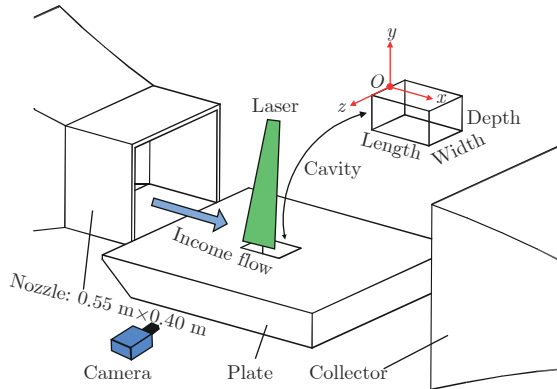 y
O
x
z
Laser
Depth
Length
Width
Cavity
Income flow
Nozzle: 0.55 m×0.40 m
Camera
Plate
Collector